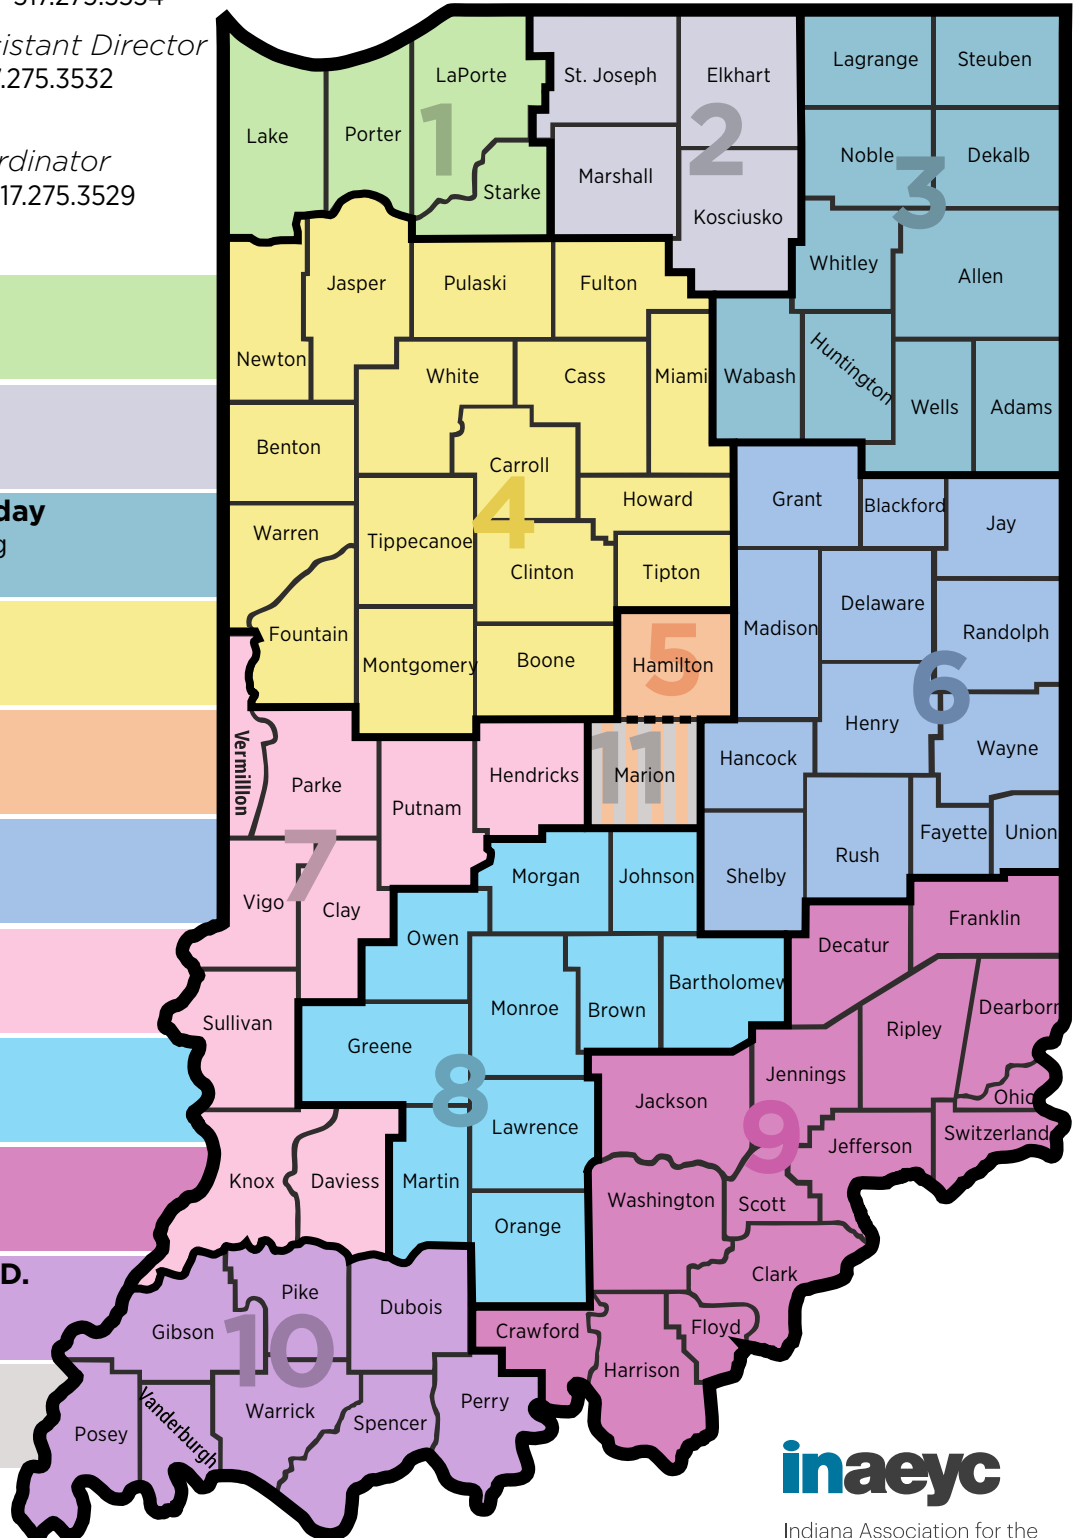 317.275.3534
istant Director
7.275.3532
rdinator
17.275.3529
day
g
D.
Lake
Porter
LaPorte
Starke
1
St. Joseph
Elkhart
Marshall
Kosciusko
2
Lagrange
Steuben
Noble
Dekalb
3
Whitley
Allen
Wabash
Huntington
Wells
Adams
Jasper
Pulaski
Fulton
Newton
White
Cass
Miami
Benton
Carroll
4
Howard
Warren
Tippecanoe
Clinton
Tipton
Fountain
Montgomery
Boone
5
Hamilton
Grant
Blackford
Jay
Delaware
Madison
Randolph
6
Henry
Wayne
Hancock
Fayette
Union
Rush
Shelby
11
Marion
Vermillion
Parke
Putnam
Hendricks
7
Vigo
Clay
Sullivan
Knox
Daviess
Morgan
Johnson
Owen
Monroe
Brown
Bartholomew
Greene
8
Lawrence
Martin
Orange
Decatur
Franklin
Dearborn
Ripley
Jennings
Ohio
Jackson
9
Jefferson
Switzerland
Washington
Scott
Clark
Crawford
Floyd
Harrison
Pike
Dubois
Gibson
10
Posey
Vanderburgh
Warrick
Spencer
Perry
inaeyc
Indiana Association for the